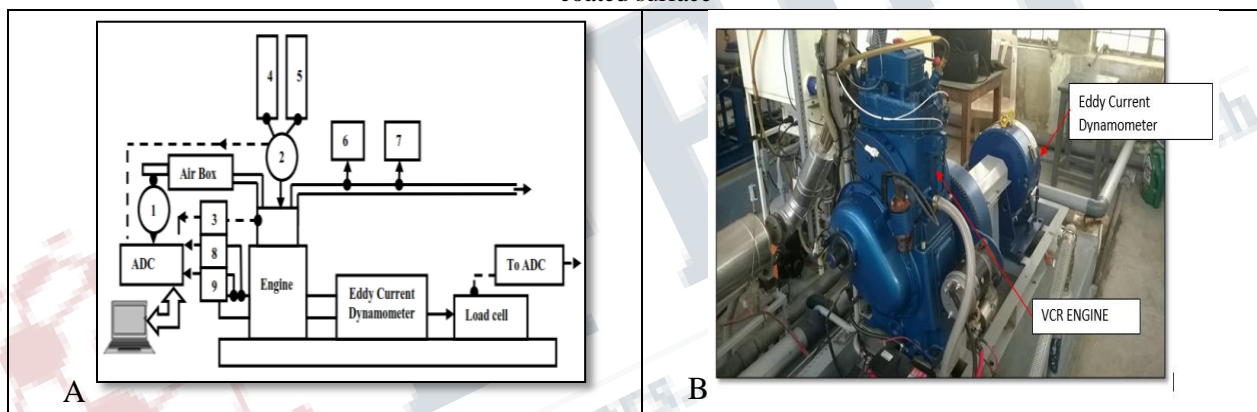 coated surface
4
5
2
6
7
Air Box
1
3
ADC
8
9
Engine
Eddy Current
Dynamometer
Load cell
To ADC
A
Eddy Current
Dynamometer
VCR ENGINE
B